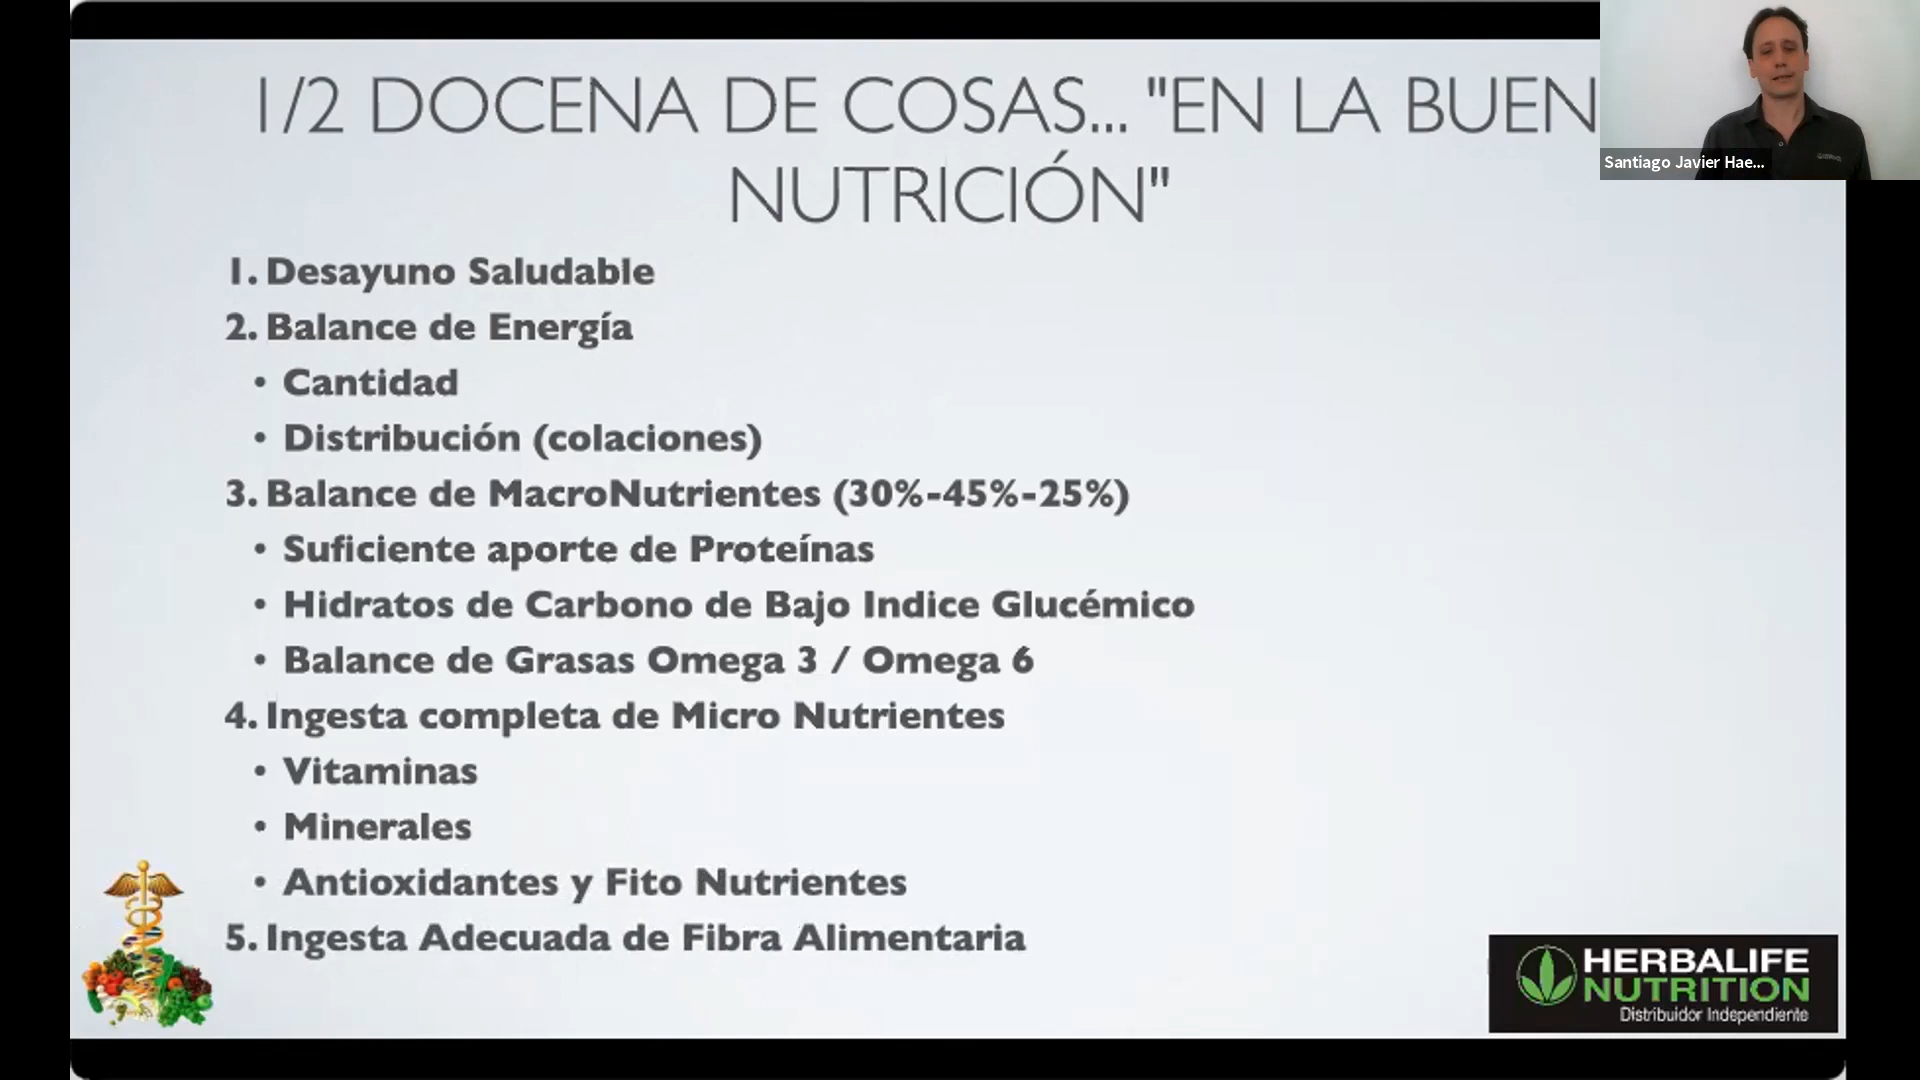 1/2 DOCENA DE COSAS... "EN LA BUEN
NUTRICIÓN"
1. Desayuno Saludable
2. Balance de Energía
• Cantidad
• Distribución (colaciones)
3. Balance de MacroNutrientes (30%-45%-25%)
• Suficiente aporte de Proteínas
• Hidratos de Carbono de Bajo Indice Glucémico
• Balance de Grasas Omega 3 / Omega 6
4. Ingesta completa de Micro Nutrientes
• Vitaminas
• Minerales
• Antioxidantes y Fito Nutrientes
5. Ingesta Adecuada de Fibra Alimentaria
Santiago Javier Hae...
HERBALIFE
NUTRITION
Distribuidor Independiente